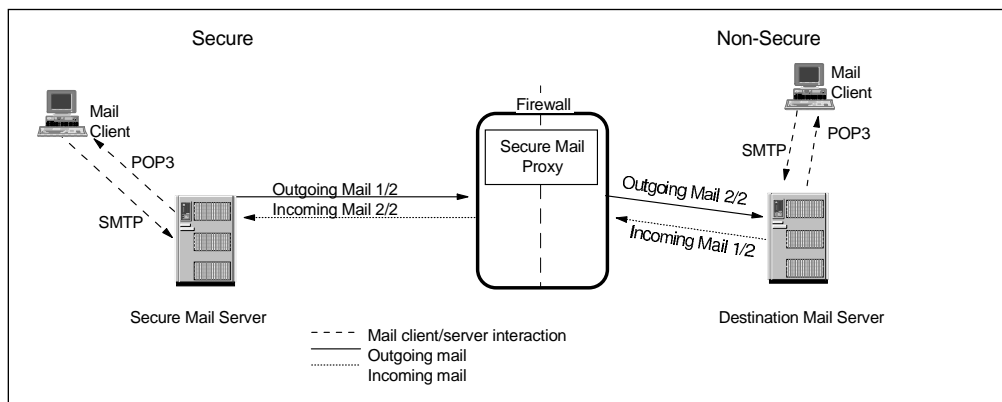 Secure
Non-Secure
Mail
Client
POP3
SMTP
Secure Mail Server
Outgoing Mail 1/2
Incoming Mail 2/2
Firewall
Secure Mail
Proxy
Outgoing Mail 2/2
Incoming Mail 1/2
Mail
Client
SMTP
POP3
Destination Mail Server
Mail client/server interaction
Outgoing mail
Incoming mail